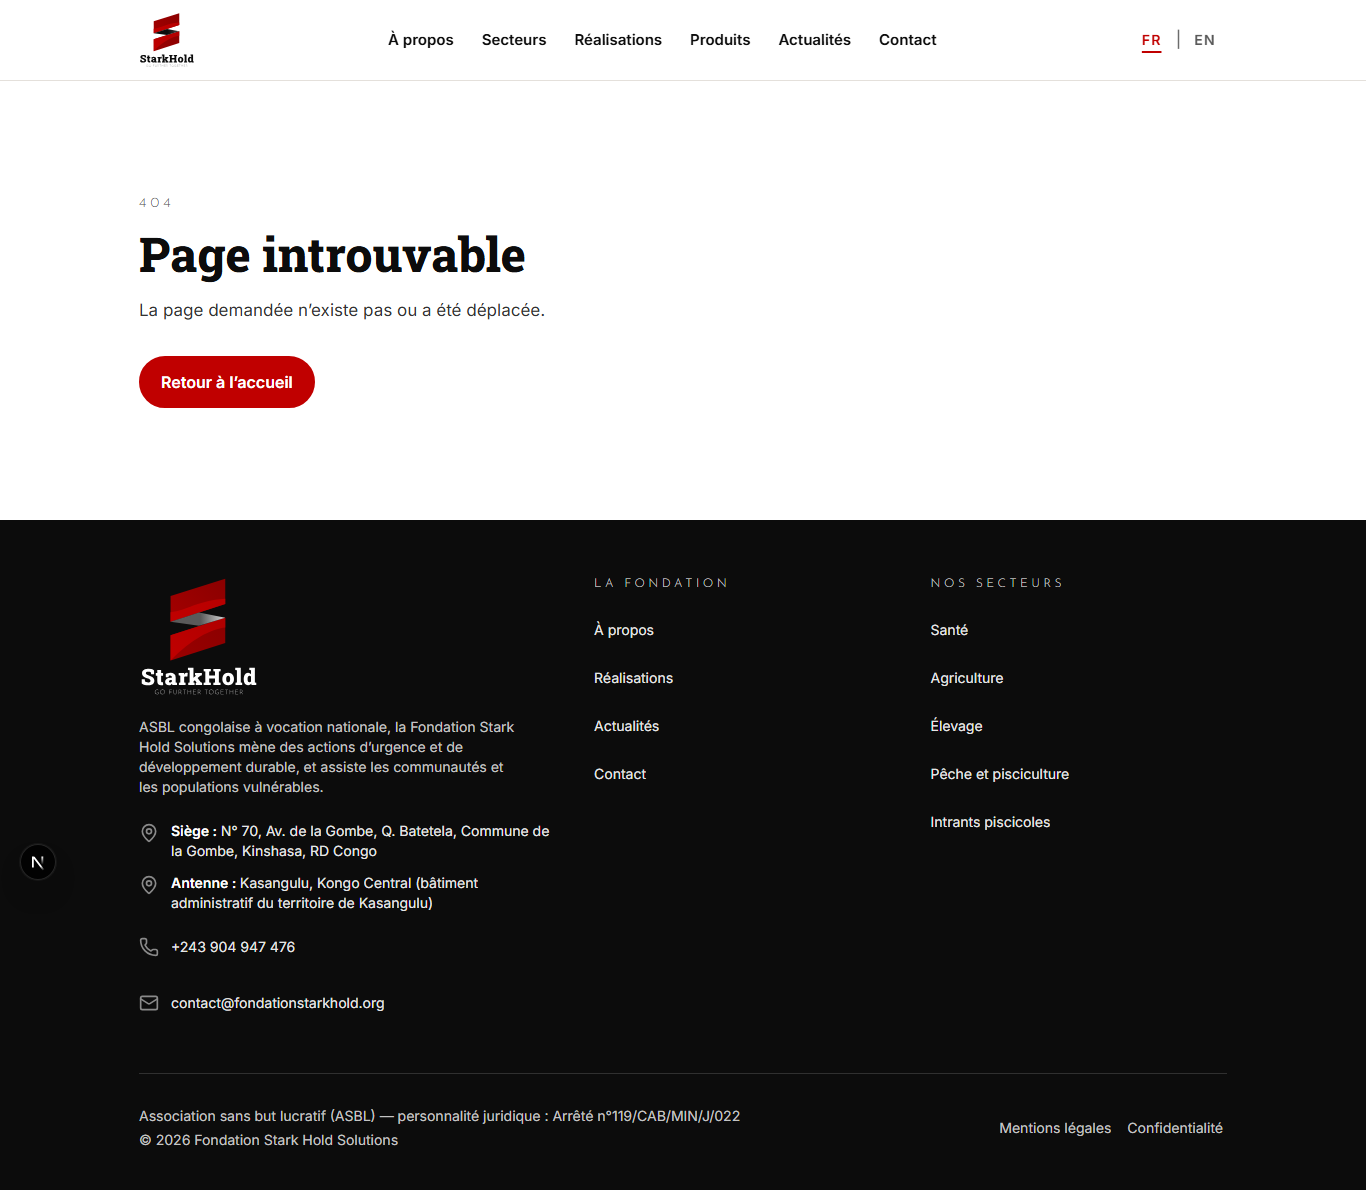 StarkHold
À propos
Secteurs
Réalisations
Produits
Actualités
Contact
FR | EN
404
Page introuvable
La page demandée n’existe pas ou a été déplacée.
Retour à l’accueil
StarkHold
GO FURTHER TOGETHER
ASBL congolaise à vocation nationale, la Fondation Stark
Hold Solutions mène des actions d’urgence et de
développement durable, et assiste les communautés et
les populations vulnérables.
Siège : N° 70, Av. de la Gombe, Q. Batetela, Commune de
la Gombe, Kinshasa, RD Congo
Antenne : Kasangulu, Kongo Central (bâtiment
administratif du territoire de Kasangulu)
+243 904 947 476
contact@fondationstarkhold.org
LA FONDATION
À propos
Réalisations
Actualités
Contact
NOS SECTEURS
Santé
Agriculture
Élevage
Pêche et pisciculture
Intrants piscicoles
Association sans but lucratif (ASBL) — personnalité juridique : Arrêté n°119/CAB/MIN/J/022
© 2026 Fondation Stark Hold Solutions
Mentions légales
Confidentialité